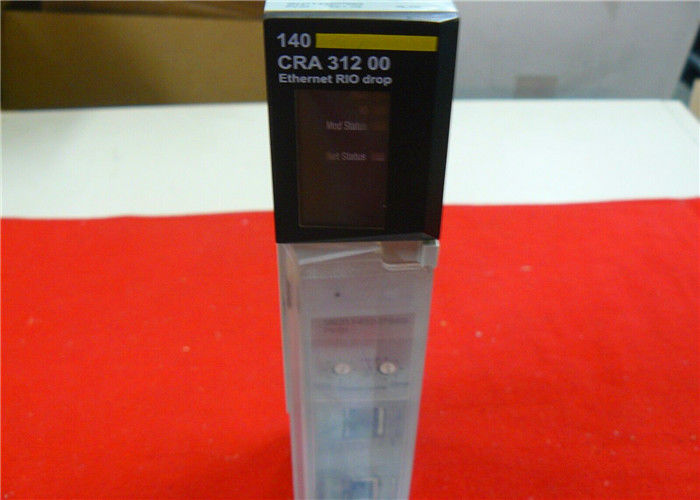 140
CRA 312 00
Ethernet RIO drop
Mod Status
Net Status